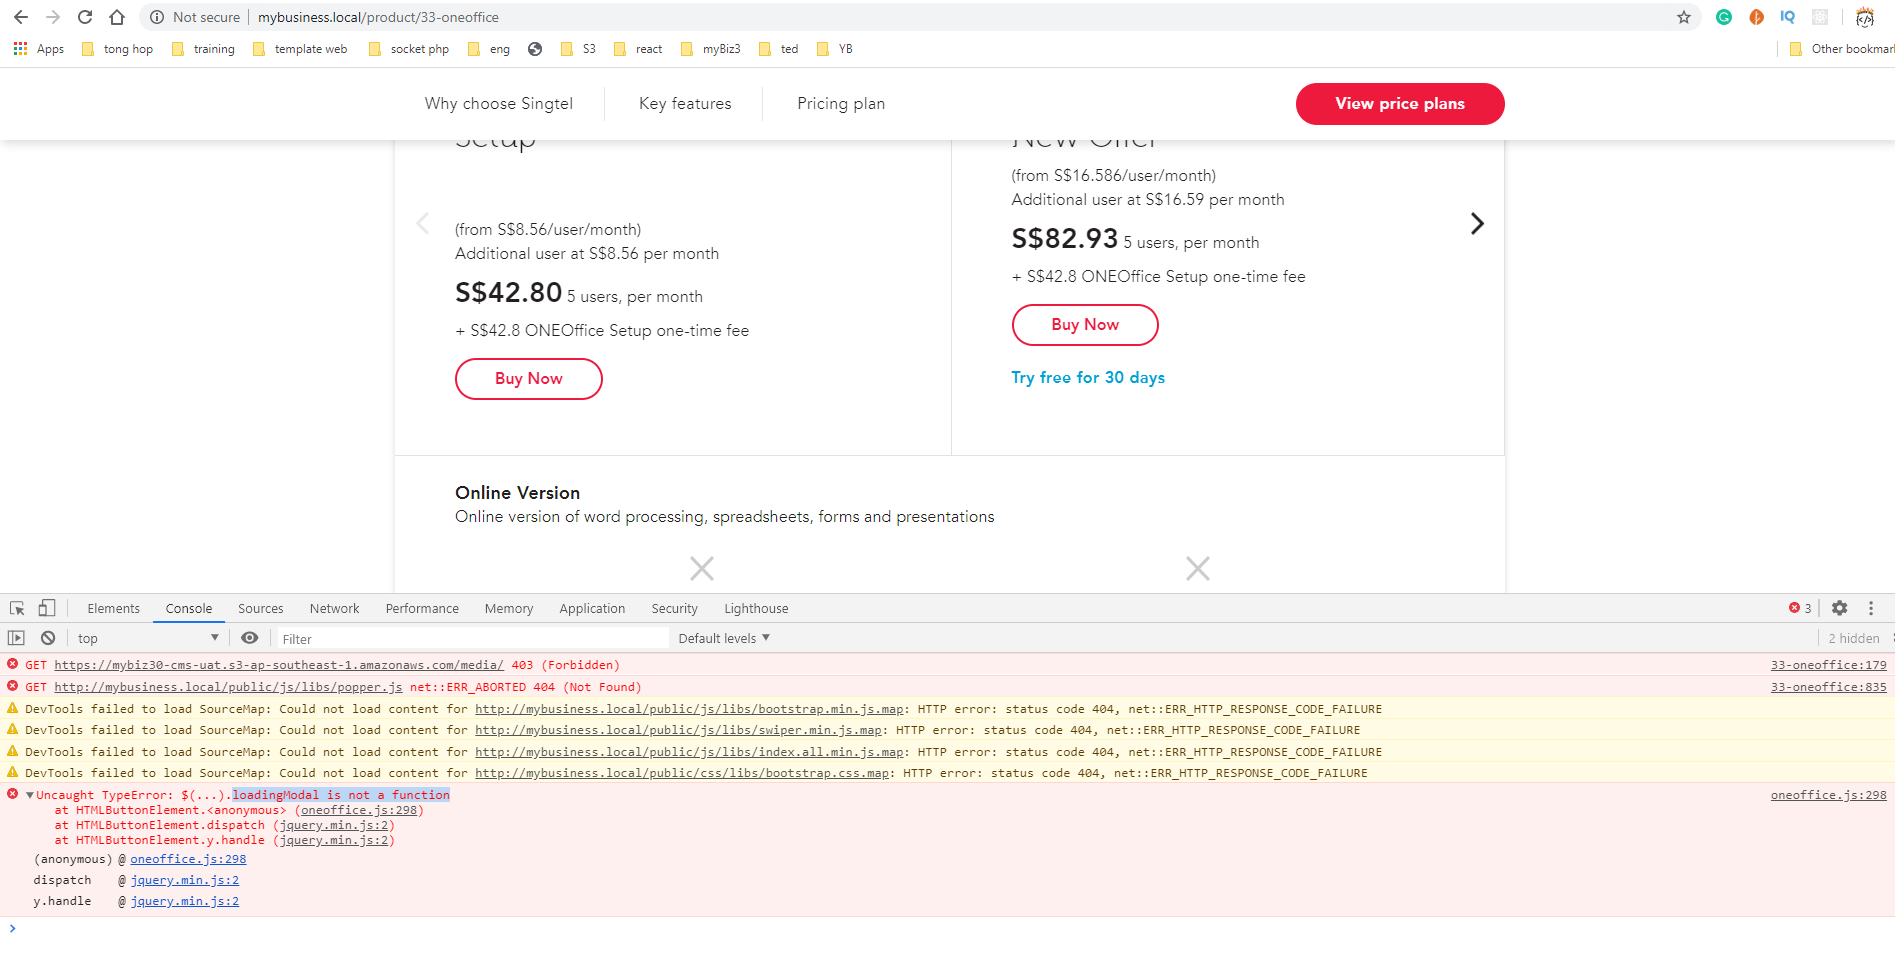 Not secure mybusiness.local/product/33-oneoffice
Apps tong hop training template web socket php eng S3 react myBiz3 ted YB Other bookmar
Why choose Singtel Key features Pricing plan View price plans
Setup
New Offer
(from S$16.586/user/month)
Additional user at S$16.59 per month
S$82.93 5 users, per month
+ S$42.8 ONEOffice Setup one-time fee
Buy Now
Try free for 30 days
(from S$8.56/user/month)
Additional user at S$8.56 per month
S$42.80 5 users, per month
+ S$42.8 ONEOffice Setup one-time fee
Buy Now
Online Version
Online version of word processing, spreadsheets, forms and presentations
Elements Console Sources Network Performance Memory Application Security Lighthouse 3
top Filter Default levels 2 hidden
GET https://mybiz30-cms-uat.s3-ap-southeast-1.amazonaws.com/media/ 403 (Forbidden) 33-oneoffice:179
GET http://mybusiness.local/public/js/libs/popper.js net::ERR_ABORTED 404 (Not Found) 33-oneoffice:835
DevTools failed to load SourceMap: Could not load content for http://mybusiness.local/public/js/libs/bootstrap.min.js.map: HTTP error: status code 404, net::ERR_HTTP_RESPONSE_CODE_FAILURE
DevTools failed to load SourceMap: Could not load content for http://mybusiness.local/public/js/libs/swiper.min.js.map: HTTP error: status code 404, net::ERR_HTTP_RESPONSE_CODE_FAILURE
DevTools failed to load SourceMap: Could not load content for http://mybusiness.local/public/js/libs/index.all.min.js.map: HTTP error: status code 404, net::ERR_HTTP_RESPONSE_CODE_FAILURE
DevTools failed to load SourceMap: Could not load content for http://mybusiness.local/public/css/libs/bootstrap.css.map: HTTP error: status code 404, net::ERR_HTTP_RESPONSE_CODE_FAILURE
Uncaught TypeError: $(...).loadingModal is not a function oneoffice.js:298
at HTMLButtonElement.<anonymous> (oneoffice.js:298)
at HTMLButtonElement.dispatch (jquery.min.js:2)
at HTMLButtonElement.y.handle (jquery.min.js:2)
(anonymous) @ oneoffice.js:298
dispatch @ jquery.min.js:2
y.handle @ jquery.min.js:2